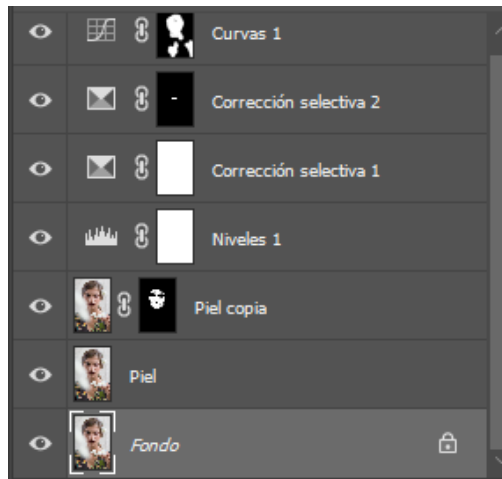 Curvas 1
Corrección selectiva 2
Corrección selectiva 1
Niveles 1
Piel copia
Piel
Fondo